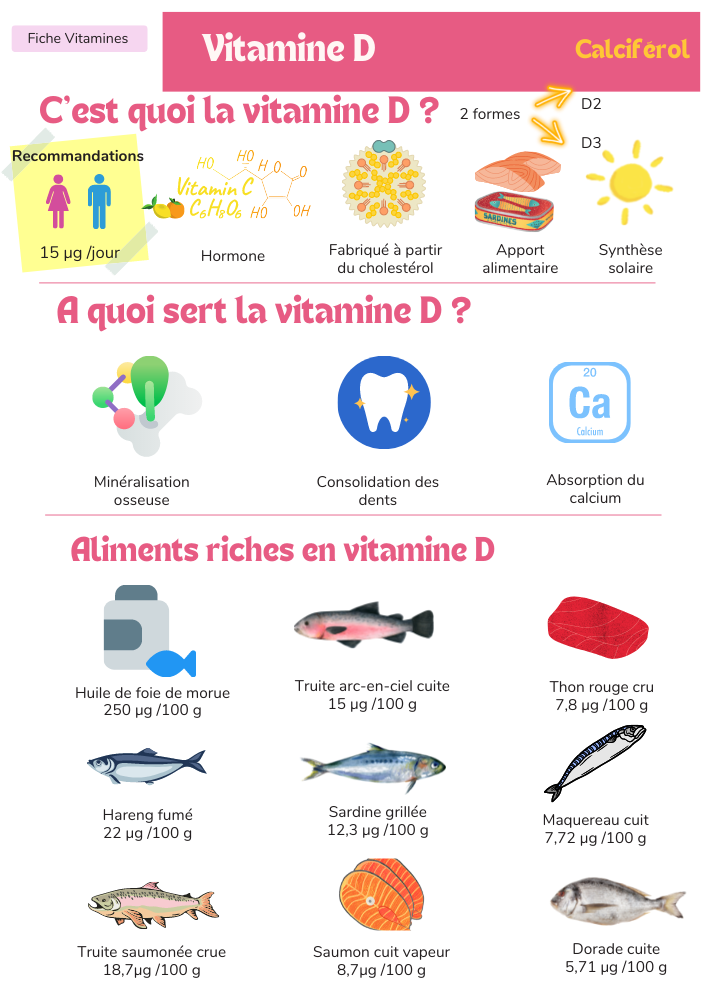 Fiche Vitamines
Vitamine D
Calciférol
C'est quoi la vitamine D ?
2 formes
D2
D3
Recommandations
15 µg /jour
HO
HO
H
O
O
Vitamin C
C6H8O6
HO
OH
Hormone
Fabriqué à partir
du cholestérol
SARDINES
Apport
alimentaire
Synthèse
solaire
A quoi sert la vitamine D ?
20
Ca
Calcium
Minéralisation
osseuse
Consolidation des
dents
Absorption du
calcium
Aliments riches en vitamine D
Huile de foie de morue
250 µg /100 g
Truite arc-en-ciel cuite
15 µg /100 g
Thon rouge cru
7,8 µg /100 g
Hareng fumé
22 µg /100 g
Sardine grillée
12,3 µg /100 g
Maquereau cuit
7,72 µg /100 g
Truite saumonée crue
18,7µg /100 g
Saumon cuit vapeur
8,7µg /100 g
Dorade cuite
5,71 µg /100 g